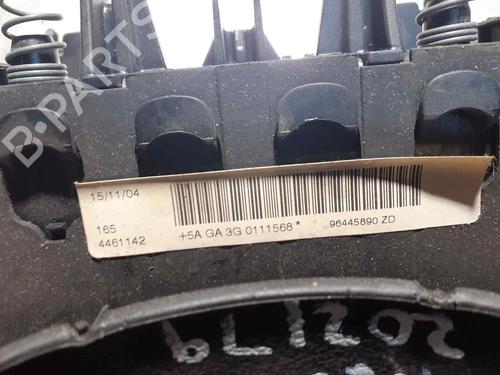 B-PARTS
15/11/04
165
4461142
+5A GA 3G 0111568*
96445890 ZD